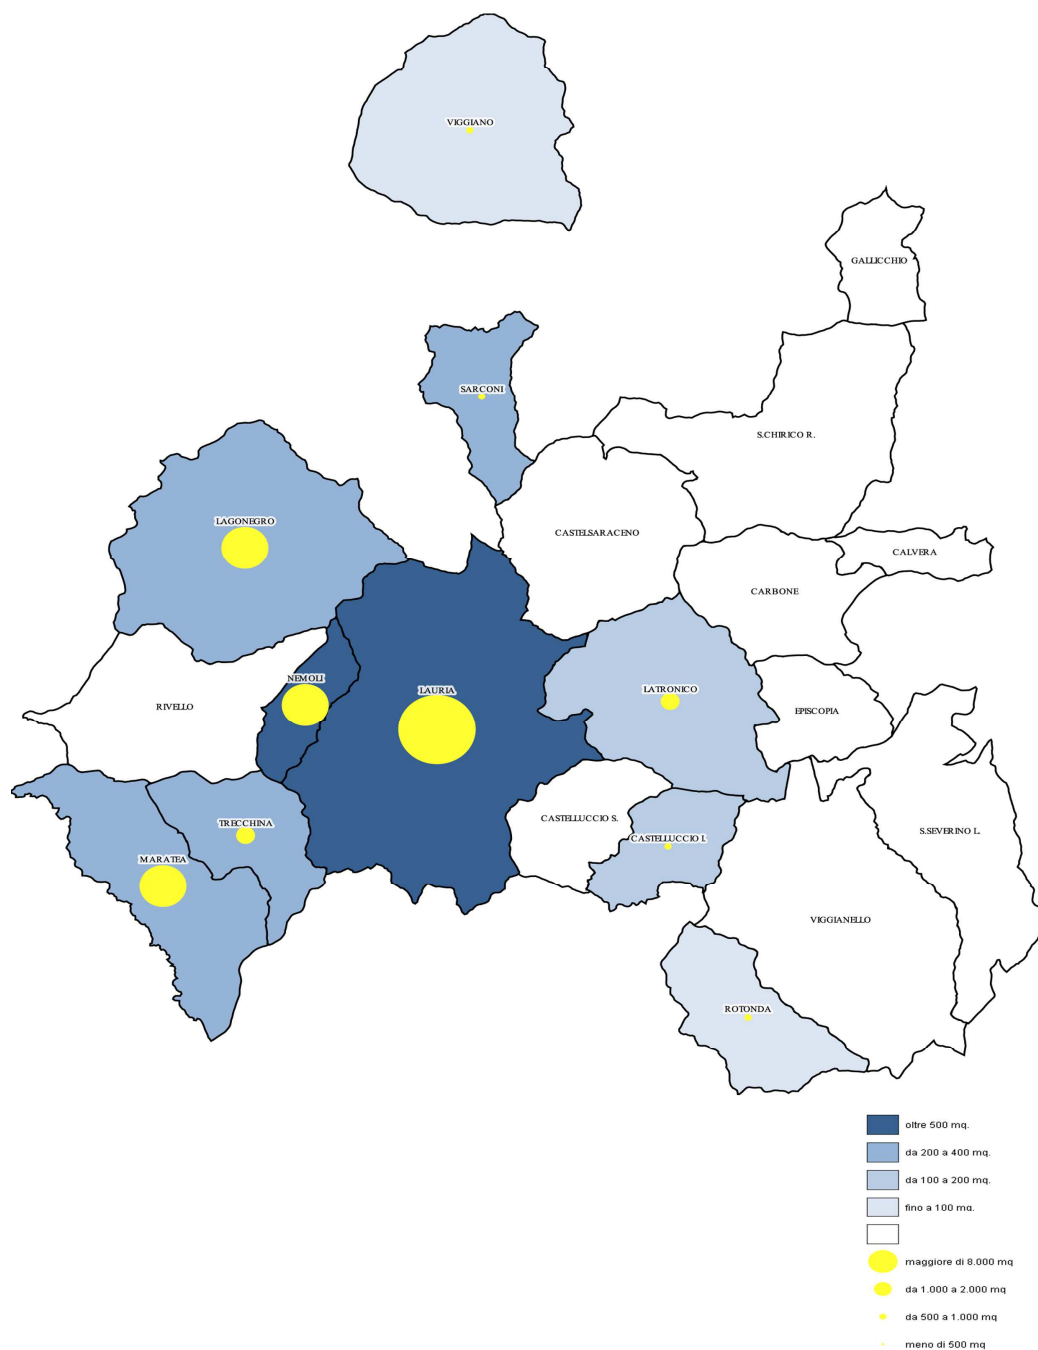 VIGGIANO
GALLICCHIO
SARCONI
S.CHIRICO R.
LAGONEGRO
CASTELSARACENO
CALVERA
CARBONE
NEMOLI
LAURIA
LATRONICO
RIVELLO
EPISCOPIA
CASTELLUCCIO S.
TRECCHINA
CASTELLUCCIO I.
S.SEVERINO L.
MARATEA
VIGGIANELLO
ROTONDA
oltre 500 mq.
da 200 a 400 mq.
da 100 a 200 mq.
fino a 100 mq.
maggiore di 8.000 mq
da 1.000 a 2.000 mq
da 500 a 1.000 mq
meno di 500 mq